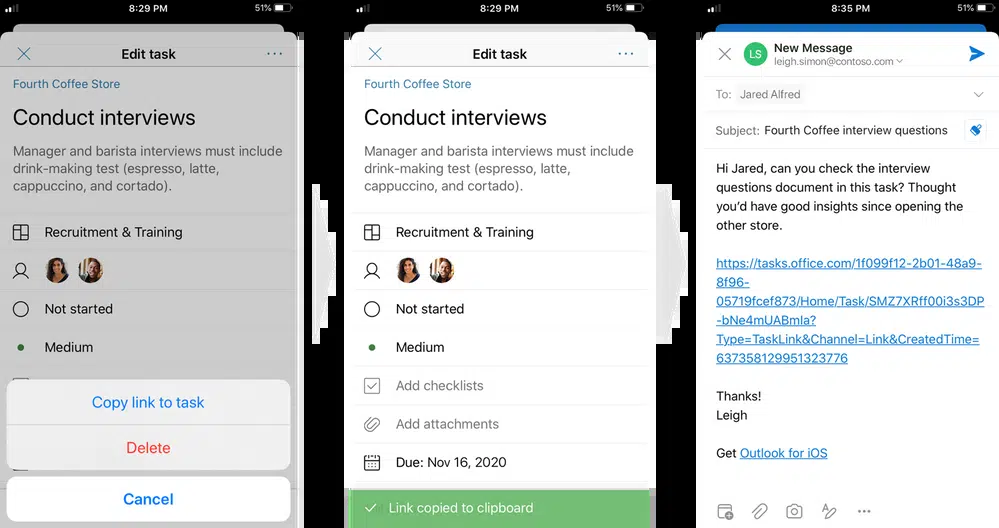 8:29 PM
51%
Edit task
Fourth Coffee Store
Conduct interviews
Manager and barista interviews must include
drink-making test (espresso, latte,
cappuccino, and cortado).
Recruitment & Training
Not started
Medium
Copy link to task
Delete
Cancel
8:29 PM
51%
Edit task
Fourth Coffee Store
Conduct interviews
Manager and barista interviews must include
drink-making test (espresso, latte,
cappuccino, and cortado).
Recruitment & Training
Not started
Medium
Add checklists
Add attachments
Due: Nov 16, 2020
Link copied to clipboard
8:35 PM
51%
LS
New Message
leigh.simon@contoso.com
To: Jared Alfred
Subject: Fourth Coffee interview questions
Hi Jared, can you check the interview
questions document in this task? Thought
you'd have good insights since opening the
other store.
https://tasks.office.com/1f099f12-2b01-48a9-
8f96-
05719fcef873/Home/Task/SMZ7XRff00i3s3DP
-bNe4mUABmIa?
Type=TaskLink&Channel=Link&CreatedTime=
637358129951323776
Thanks!
Leigh
Get Outlook for iOS